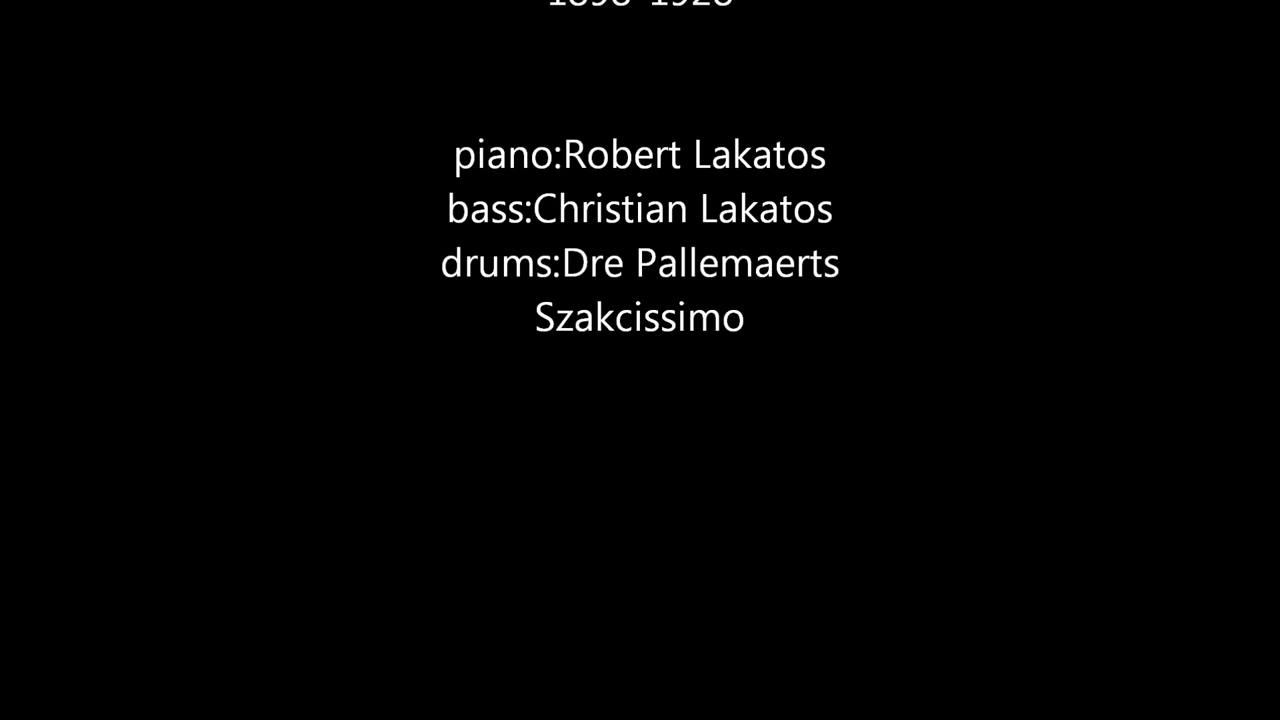 piano:Robert Lakatos
bass:Christian Lakatos
drums:Dre Pallemaerts
Szakcissimo